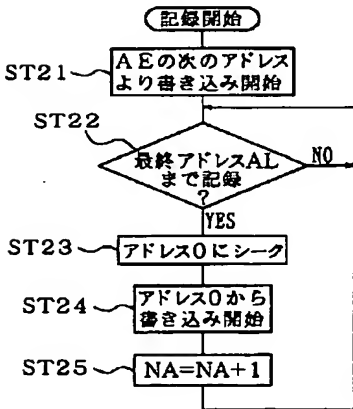 記録開始
ST21
AEの次のアドレス
より書き込み開始
ST22
最終アドレスAL
まで記録
?
NO
YES
ST23
アドレス0にシーク
ST24
アドレス0から
書き込み開始
ST25
NA=NA+1